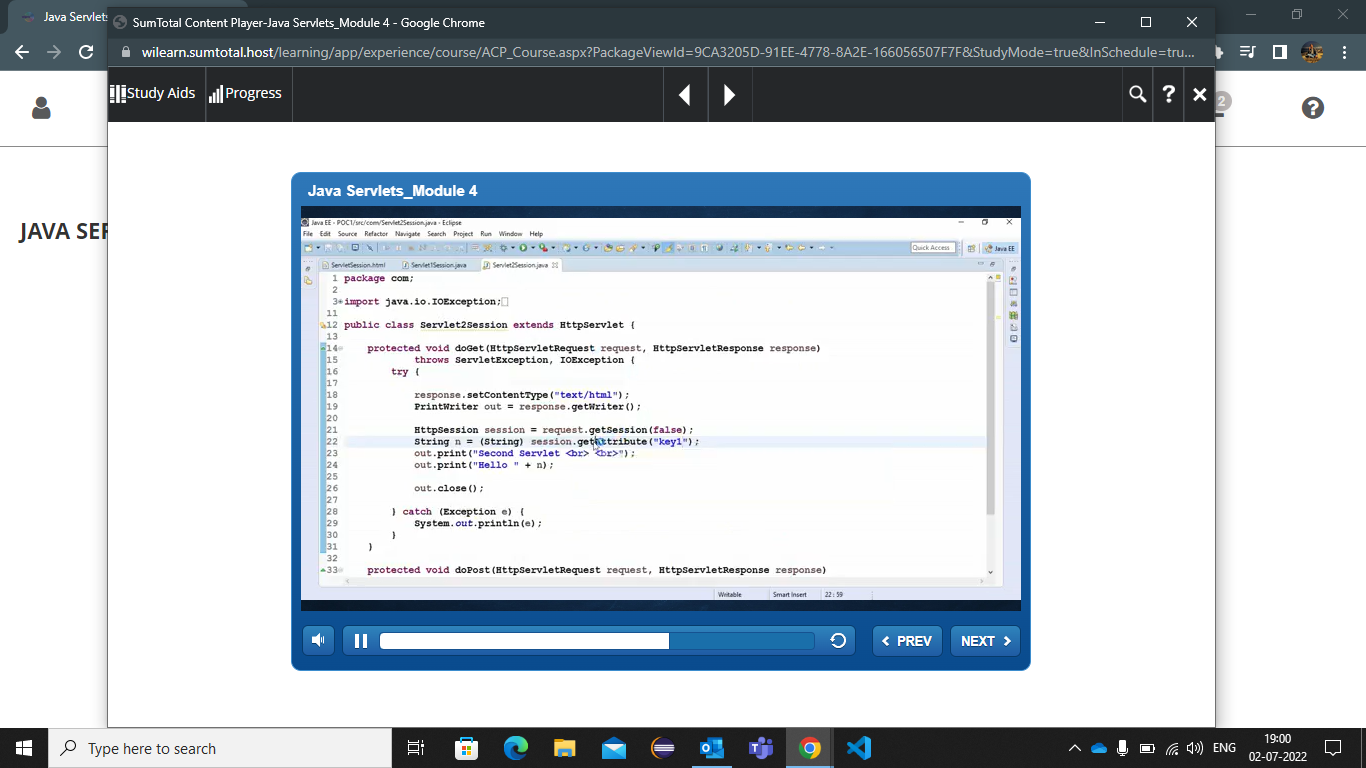 Java Servlets
SumTotal Content Player-Java Servlets_Module 4 - Google Chrome
wilearn.sumtotal.host/learning/app/experience/course/ACP_Course.aspx?PackageViewId=9CA3205D-91EE-4778-8A2E-166056507F7F&StudyMode=true&InSchedule=tru...
Study Aids
Progress
?
2
?
JAVA SER
Java Servlets_Module 4
Java EE - POC1/src/com/Servlet2Session.java - Eclipse
File Edit Source Refactor Navigate Search Project Run Window Help
Quick Access
Java EE
ServletSession.html
Servlet1Session.java
Servlet2Session.java
1 package com;
2
3 import java.io.IOException;
11
12 public class Servlet2Session extends HttpServlet {
13
14 protected void doGet(HttpServletRequest request, HttpServletResponse response)
15 throws ServletException, IOException {
16 try {
17
18 response.setContentType("text/html");
19 PrintWriter out = response.getWriter();
20
21 HttpSession session = request.getSession(false);
22 String n = (String) session.getAttribute("key1");
23 out.print("Second Servlet <br> <br>");
24 out.print("Hello " + n);
25
26 out.close();
27
28 } catch (Exception e) {
29 System.out.println(e);
30 }
31 }
32
33 protected void doPost(HttpServletRequest request, HttpServletResponse response)
Writable
Smart Insert
22 : 59
PREV
NEXT
Type here to search
ENG
19:00
02-07-2022